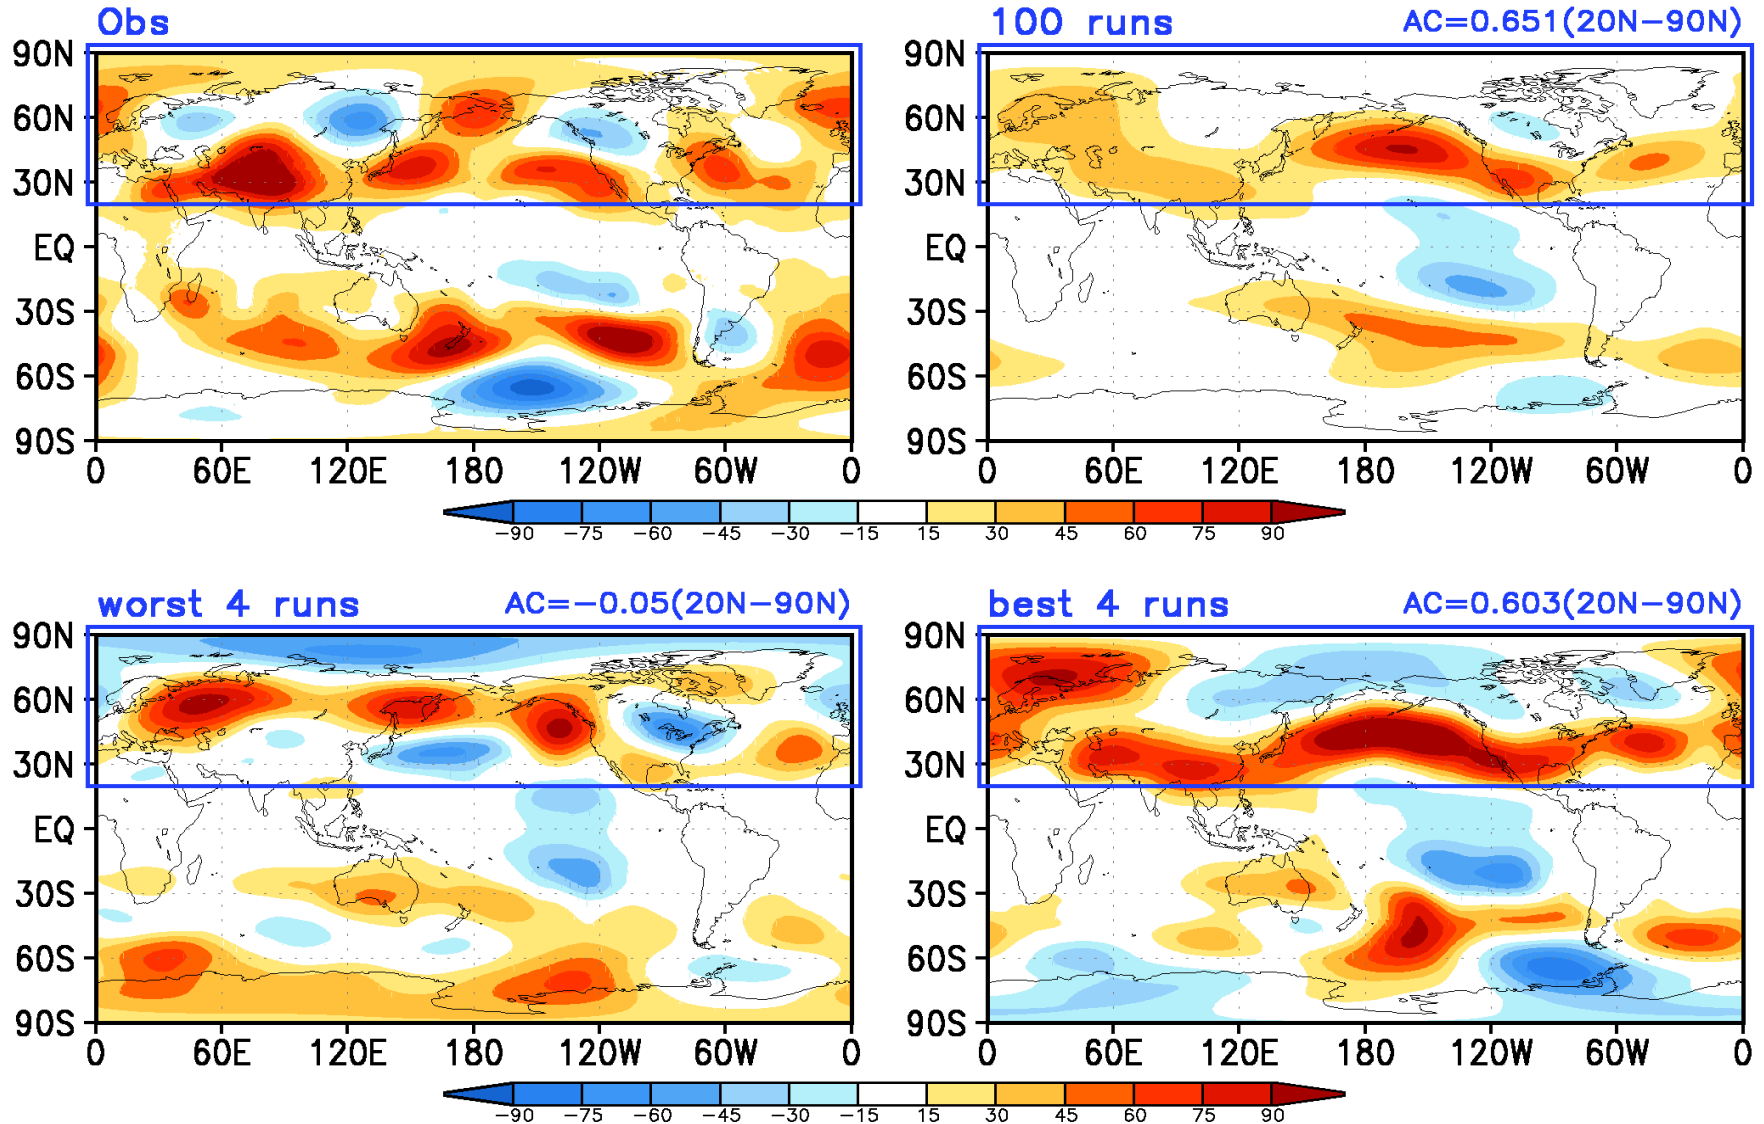 Obs
100 runs AC=0.651(20N−90N)
90N 90N
60N 60N
30N 30N
EQ EQ
30S 30S
60S 60S
90S 90S
0 60E 120E 180 120W 60W 0 0 60E 120E 180 120W 60W 0
−90 −75 −60 −45 −30 −15 15 30 45 60 75 90
worst 4 runs AC=−0.05(20N−90N) best 4 runs AC=0.603(20N−90N)
90N 90N
60N 60N
30N 30N
EQ EQ
30S 30S
60S 60S
90S 90S
0 60E 120E 180 120W 60W 0 0 60E 120E 180 120W 60W 0
−90 −75 −60 −45 −30 −15 15 30 45 60 75 90